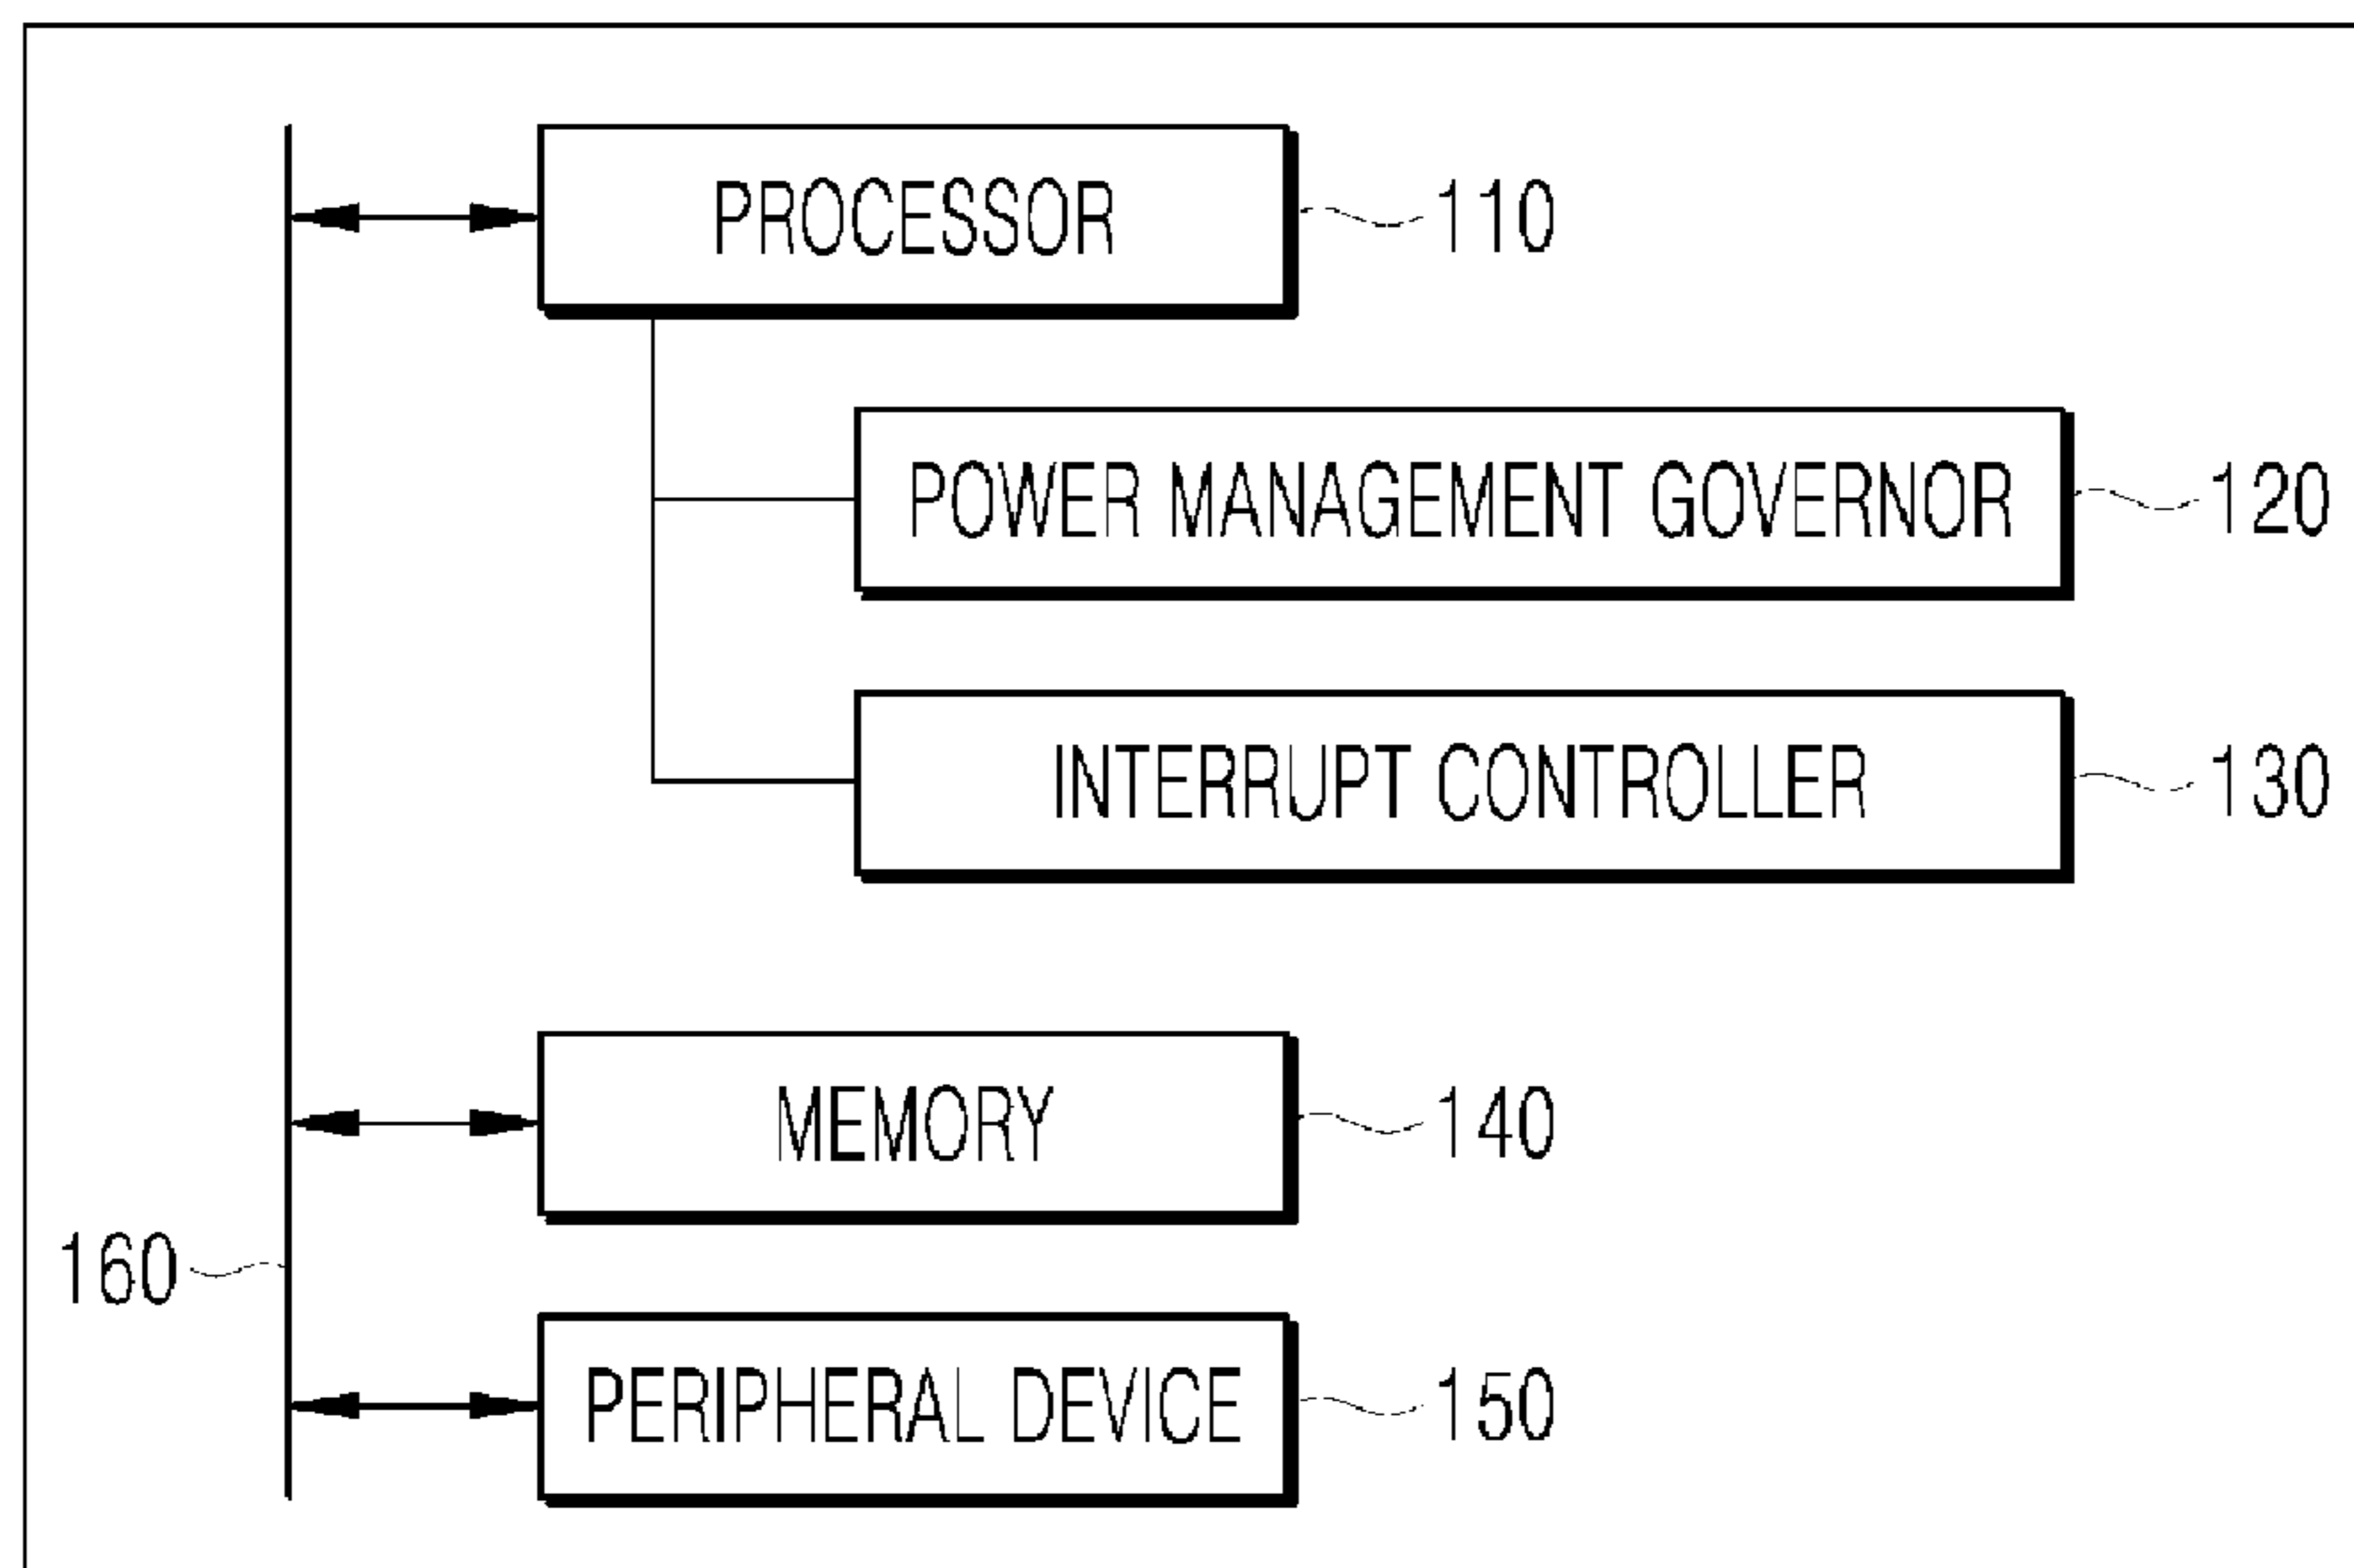 PROCESSOR 110
POWER MANAGEMENT GOVERNOR 120
INTERRUPT CONTROLLER 130
MEMORY 140
160
PERIPHERAL DEVICE 150